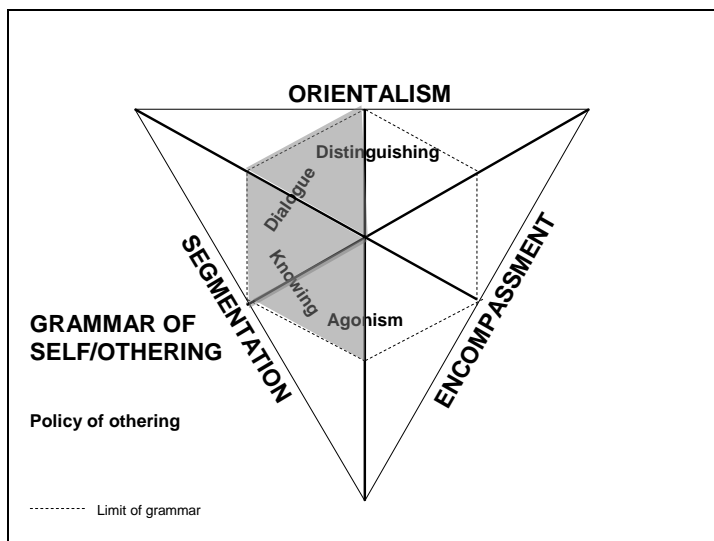 ORIENTALISM
Distinguishing
Dialogue
Knowing
Agonism
SEGMENTATION
ENCOMPASSMENT
GRAMMAR OF
SELF/OTHERING
Policy of othering
Limit of grammar